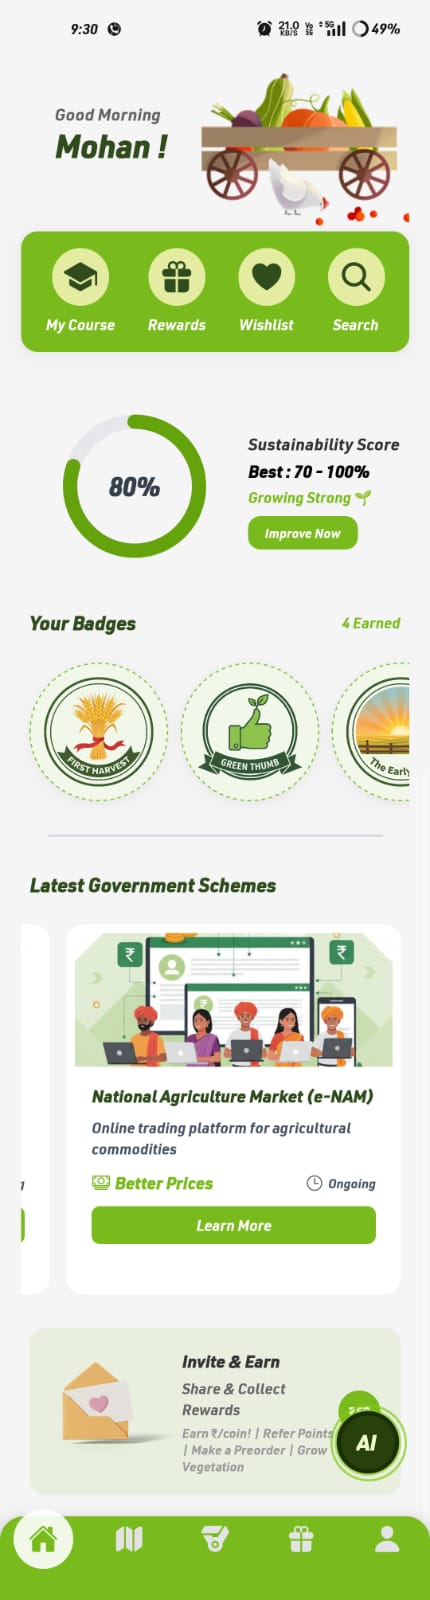 9:30
21.0 KB/S
Vo 5G
5G
49%
Good Morning
Mohan !
My Course
Rewards
Wishlist
Search
80%
Sustainability Score
Best : 70 - 100%
Growing Strong 🌱
Improve Now
Your Badges
4 Earned
FIRST HARVEST
GREEN THUMB
The Early
Latest Government Schemes
₹
₹
₹
National Agriculture Market (e-NAM)
Online trading platform for agricultural
commodities
Better Prices
Ongoing
Learn More
Invite & Earn
Share & Collect
Rewards
Earn ₹/coin! | Refer Points
| Make a Preorder | Grow
Vegetation
AI